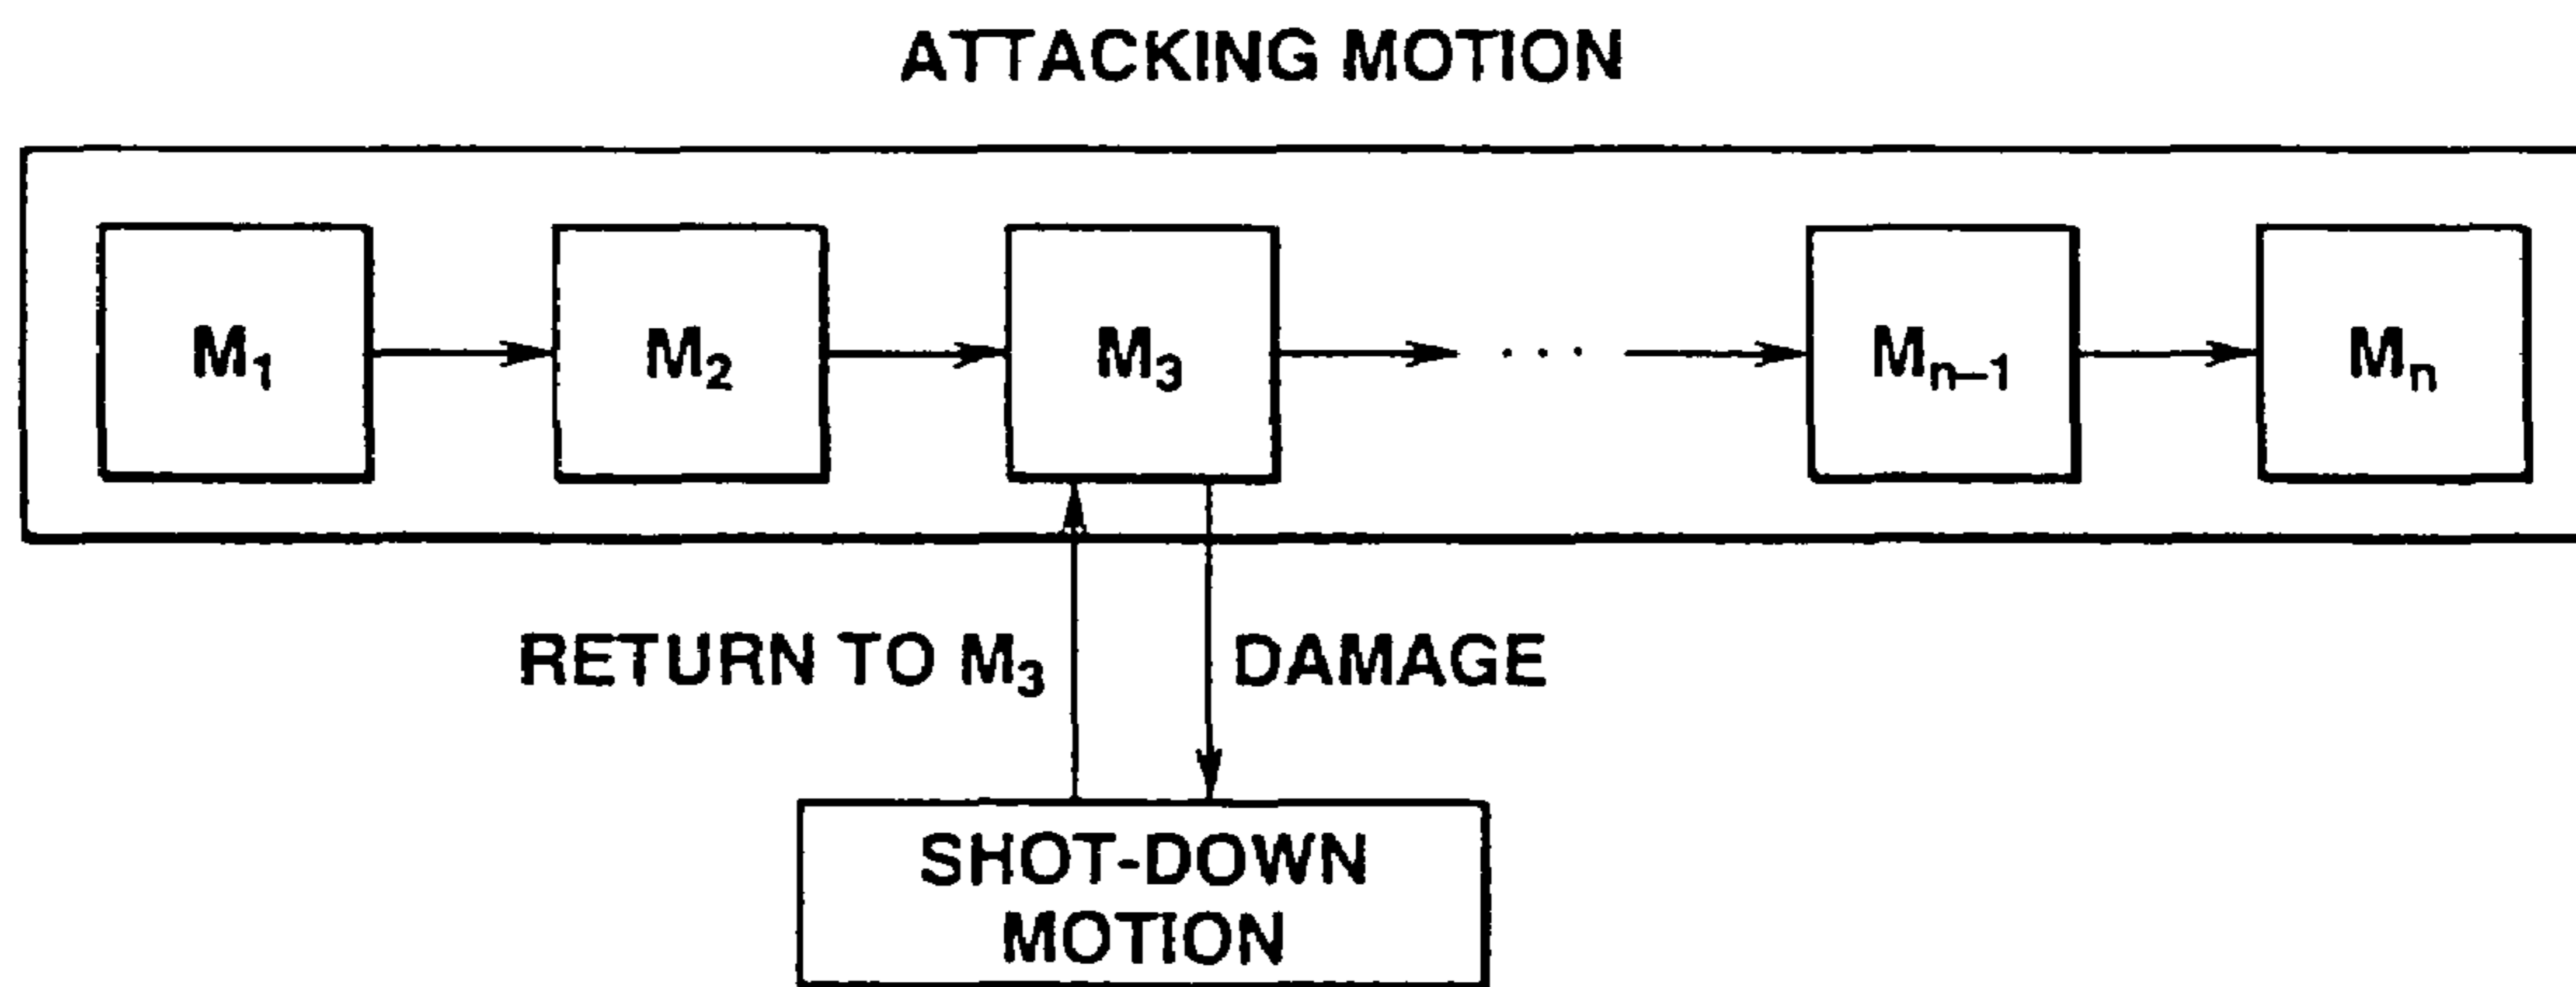 ATTACKING MOTION
M₁ M₂ M₃ · · · Mₙ₋₁ Mₙ
RETURN TO M₃ DAMAGE
SHOT-DOWN
MOTION